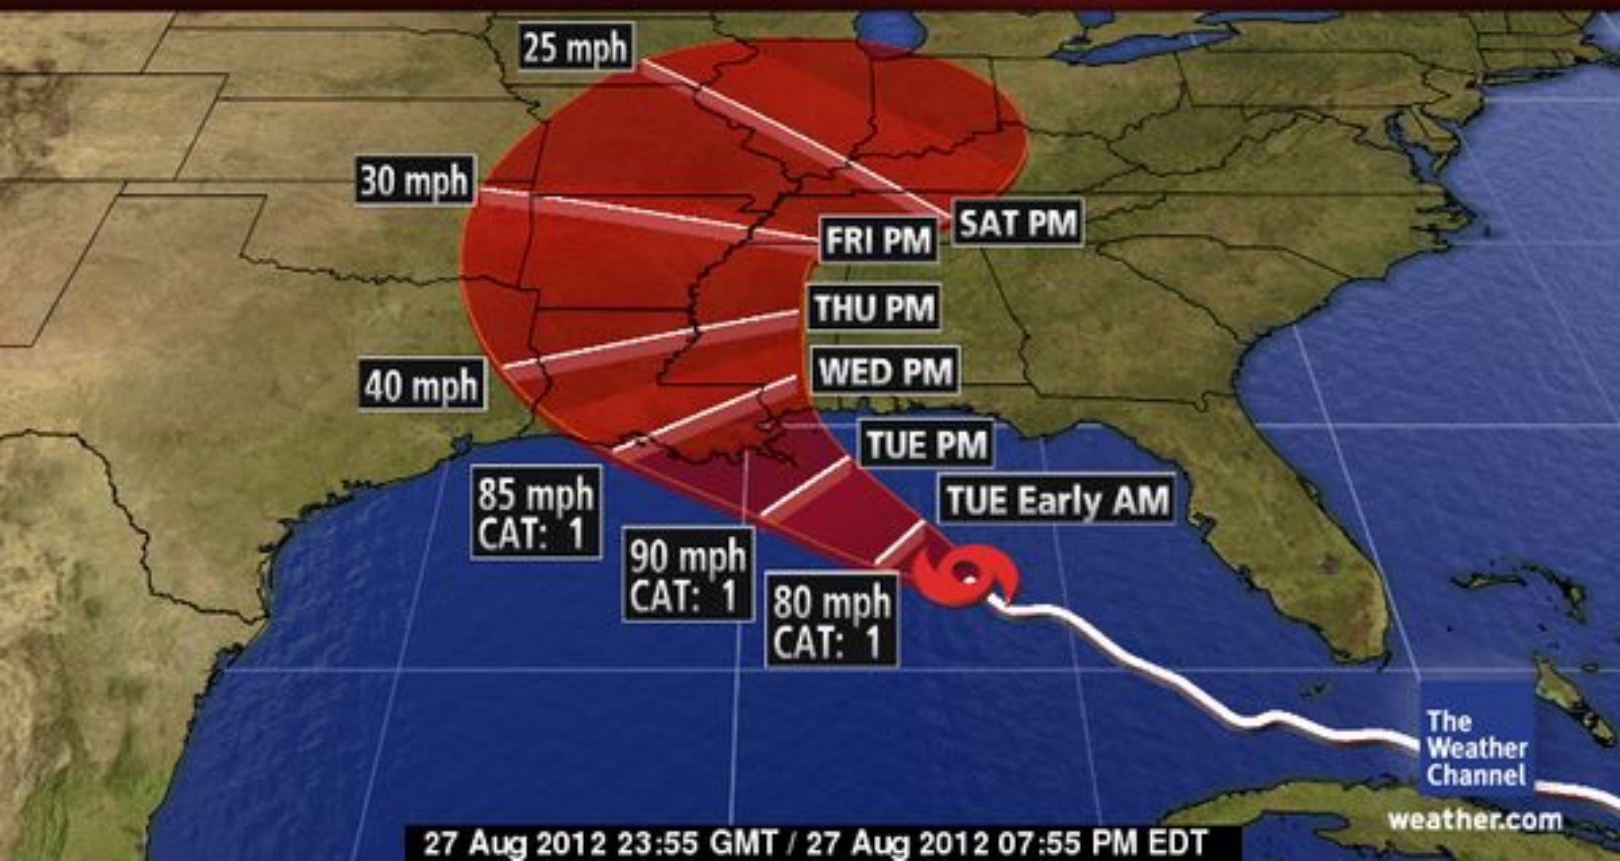 25 mph
30 mph
SAT PM
FRI PM
THU PM
40 mph
WED PM
TUE PM
85 mph
CAT: 1
TUE Early AM
90 mph
CAT: 1
80 mph
CAT: 1
The
Weather
Channel
weather.com
27 Aug 2012 23:55 GMT / 27 Aug 2012 07:55 PM EDT